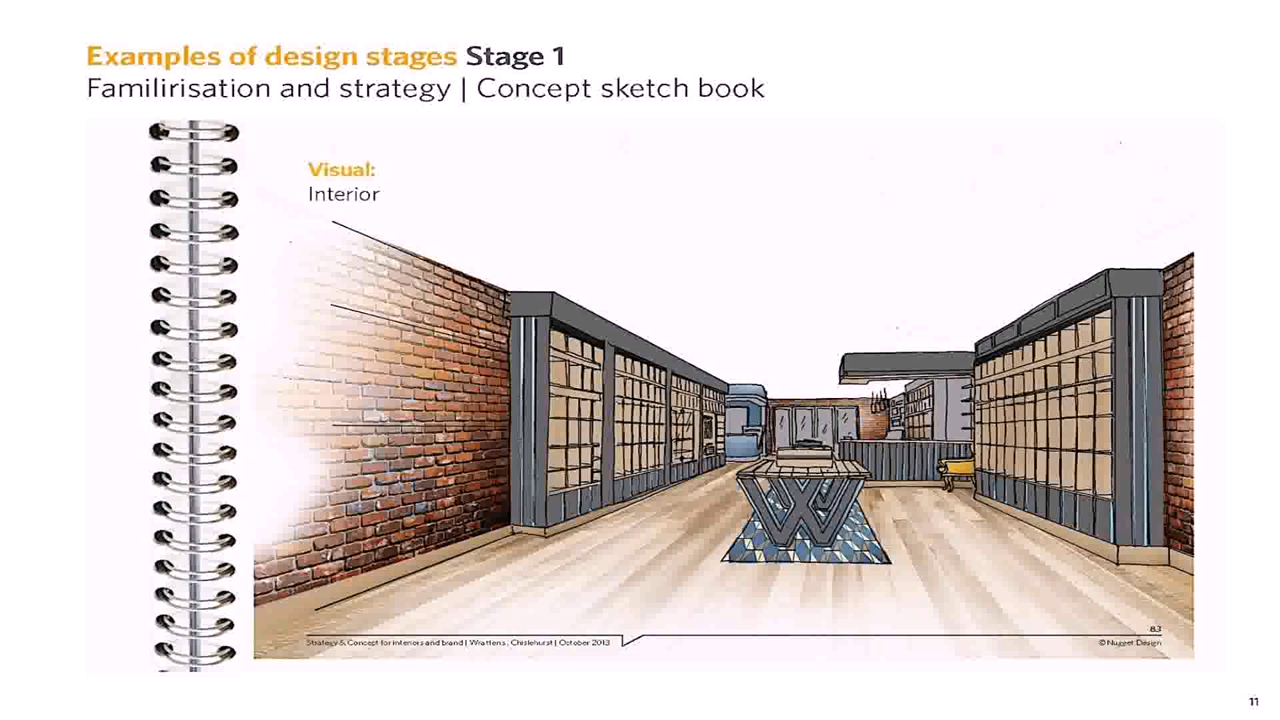 Examples of design stages Stage 1
Familirisation and strategy | Concept sketch book
Visual:
Interior
W
83
Strategy & Concept for interiors and brand | Wrattens, Chislehurst | October 2013
© Nugget Design
11